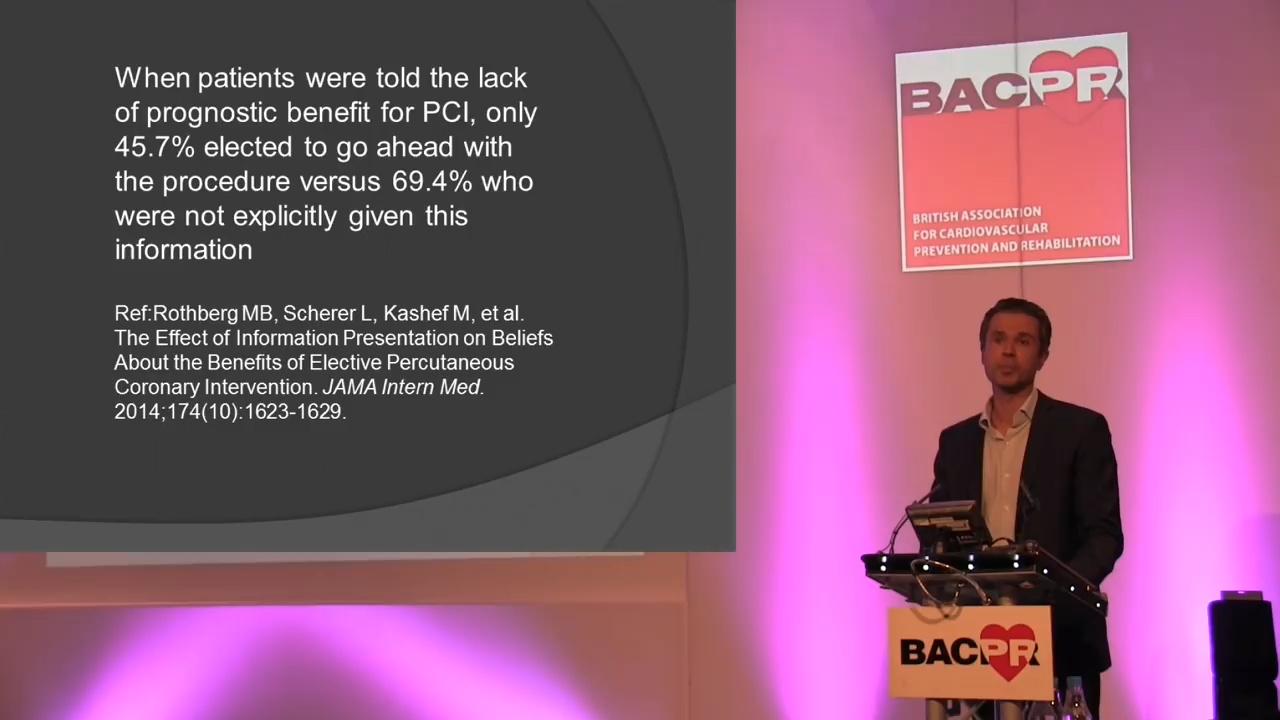 When patients were told the lack
of prognostic benefit for PCI, only
45.7% elected to go ahead with
the procedure versus 69.4% who
were not explicitly given this
information
Ref:Rothberg MB, Scherer L, Kashef M, et al.
The Effect of Information Presentation on Beliefs
About the Benefits of Elective Percutaneous
Coronary Intervention. JAMA Intern Med.
2014;174(10):1623-1629.
BACPR
BRITISH ASSOCIATION
FOR CARDIOVASCULAR
PREVENTION AND REHABILITATION
BACPR